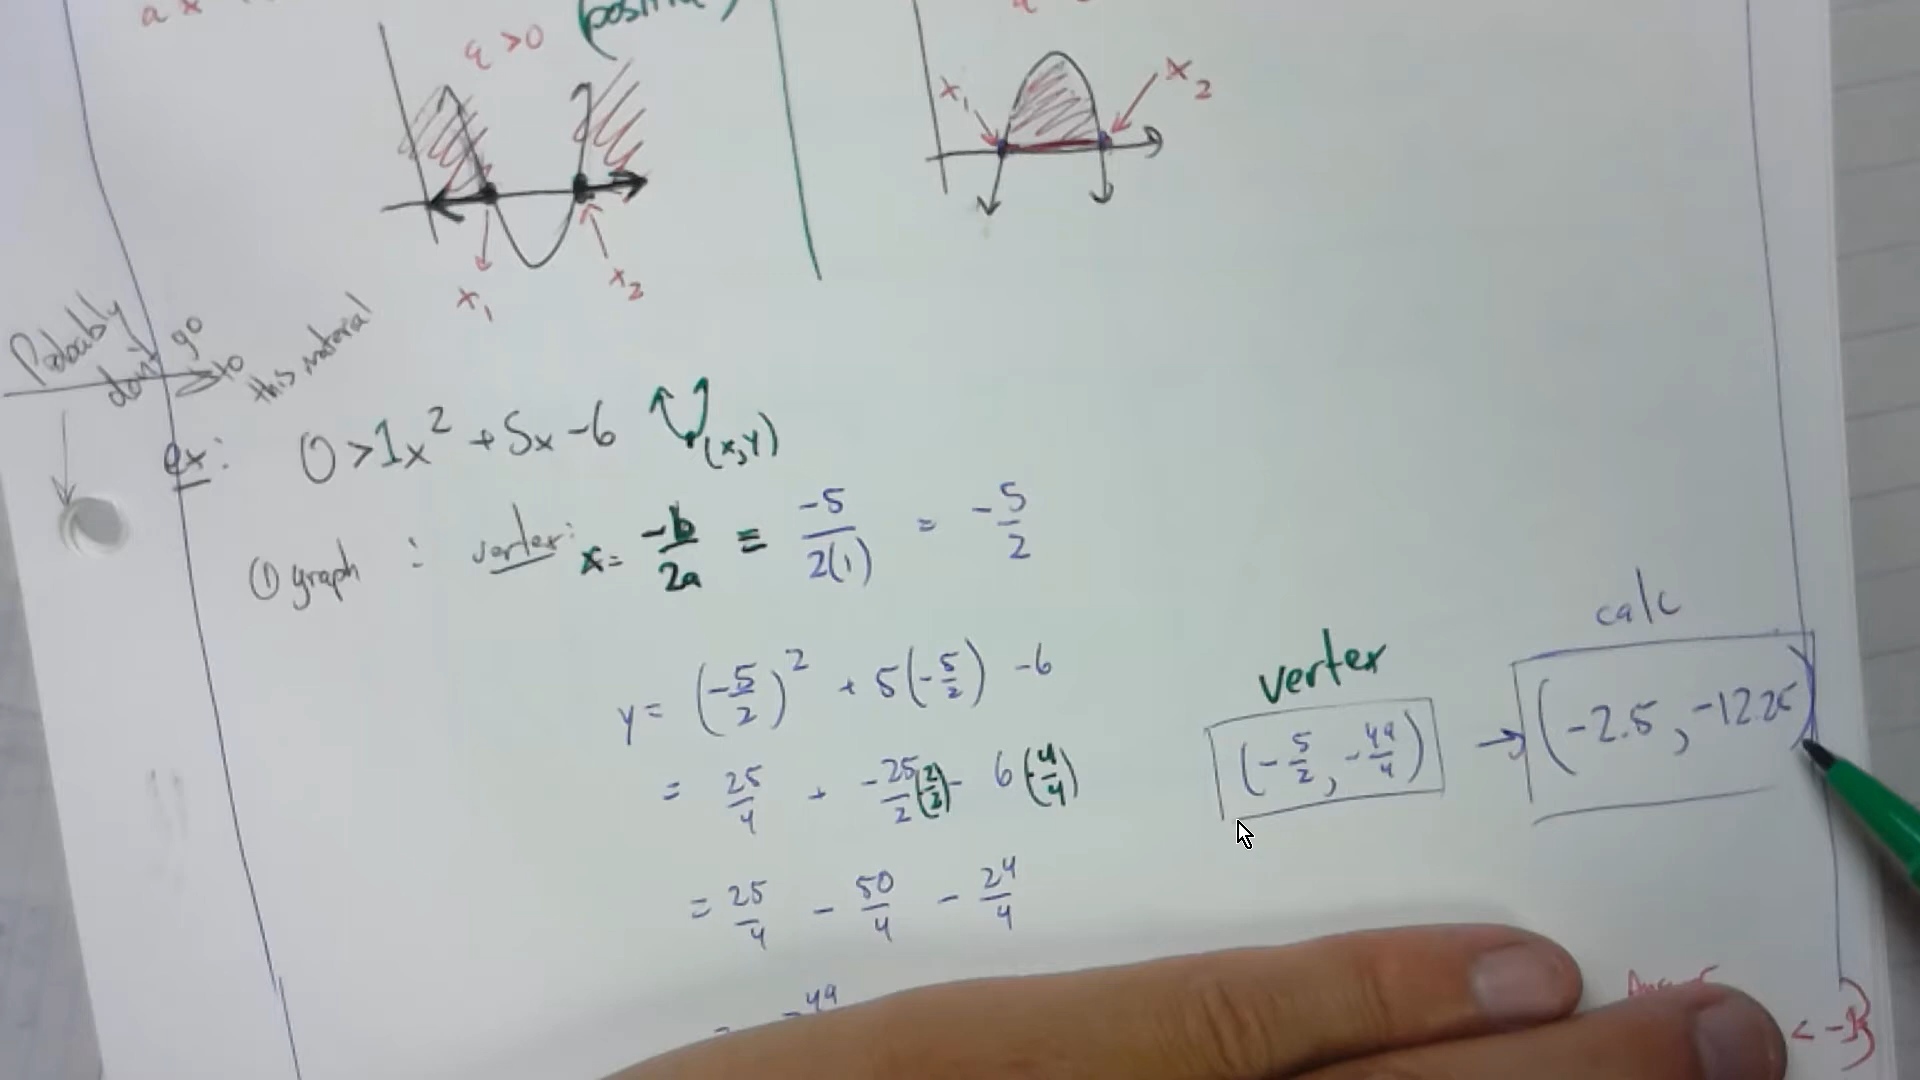 a x
a > 0
x₁
x₂
x₁
x₂
Probably
don't go
to
this material
ex: 0 > 1x² + 5x - 6 (x,y)
① graph : vertex: x = -b/2a = -5/2(1) = -5/2
y = (-5/2)² + 5(-5/2) - 6
= 25/4 + -25/2(2/2) - 6(4/4)
= 25/4 - 50/4 - 24/4
= -49
vertex
(-5/2, -49/4) →
calc
(-2.5, -12.25)